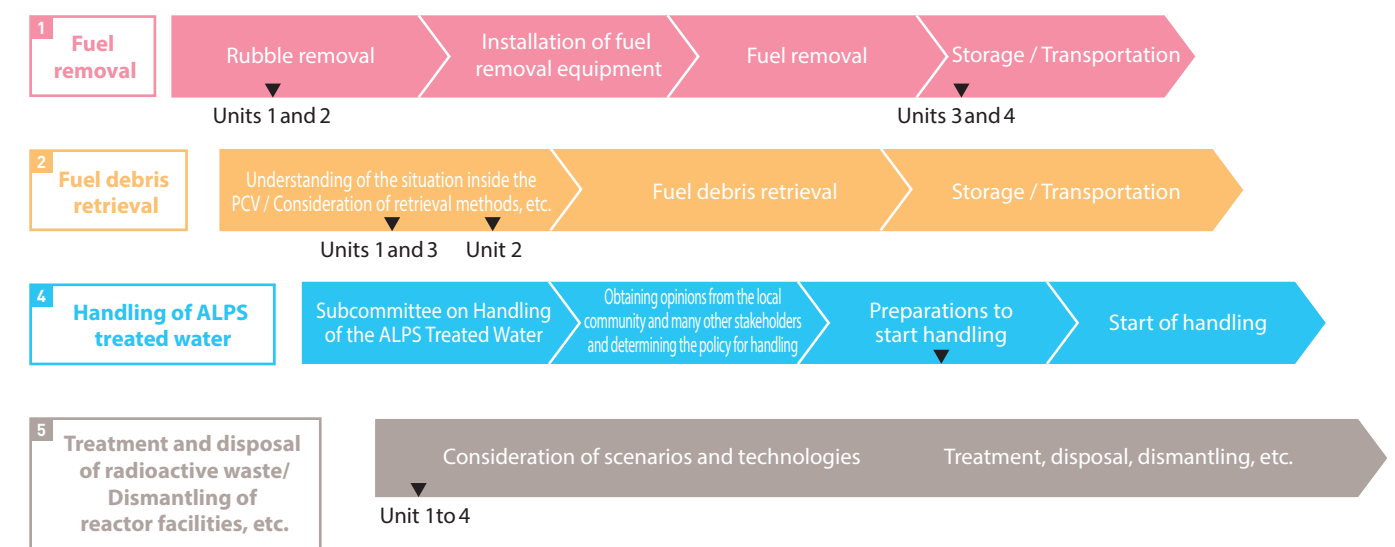 1
Fuel
removal
Rubble removal
Installation of fuel
removal equipment
Fuel removal
Storage / Transportation
Units 1 and 2
Units 3 and 4
2
Fuel debris
retrieval
Understanding of the situation inside the
PCV / Consideration of retrieval methods, etc.
Fuel debris retrieval
Storage / Transportation
Units 1 and 3
Unit 2
4
Handling of ALPS
treated water
Subcommittee on Handling
of the ALPS Treated Water
Obtaining opinions from the local
community and many other stakeholders
and determining the policy for handling
Preparations to
start handling
Start of handling
5
Treatment and disposal
of radioactive waste/
Dismantling of
reactor facilities, etc.
Consideration of scenarios and technologies
Treatment, disposal, dismantling, etc.
Unit 1 to 4